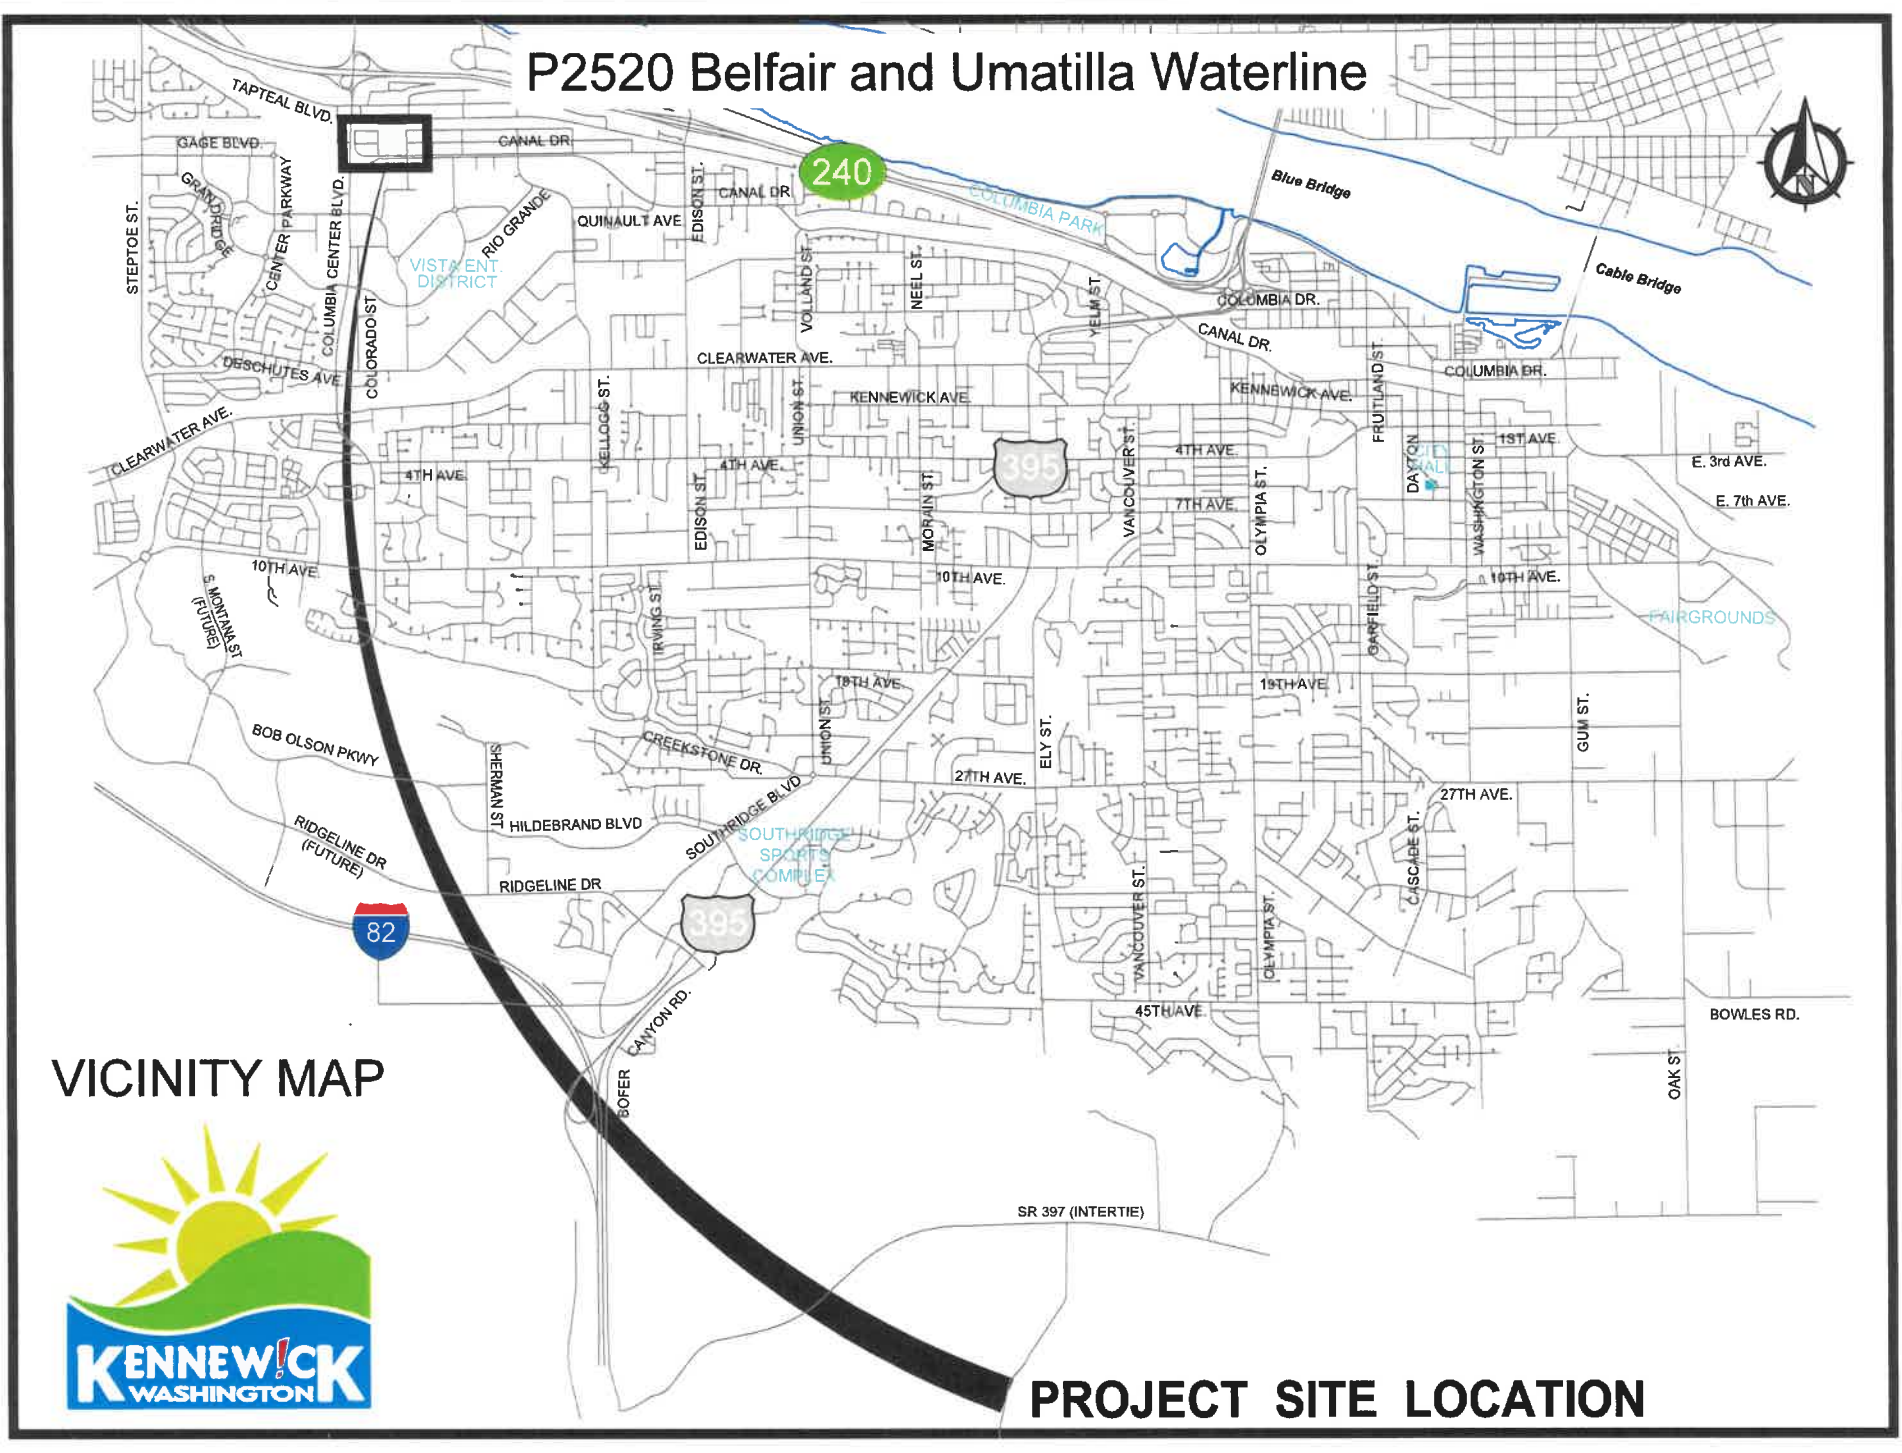 P2520 Belfair and Umatilla Waterline
TAPTEAL BLVD.
GAGE BLVD.
CANAL DR.
240
EDISON ST.
CANAL DR.
COLUMBIA PARK
Blue Bridge
N
GRANDRIDGE
CENTER PARKWAY
COLUMBIA CENTER BLVD.
STEPTOE ST.
RIO GRANDE
QUINAULT AVE.
VISTA ENT.
DISTRICT
VOLLAND ST.
NEEL ST.
YELM ST.
COLUMBIA DR.
Cable Bridge
COLORADO ST
CANAL DR.
DESCHUTES AVE.
CLEARWATER AVE.
FRUITLAND ST.
COLUMBIA DR.
KELLOGG ST.
UNION ST.
KENNEWICK AVE.
KENNEWICK AVE.
CLEARWATER AVE.
395
VANCOUVER ST.
4TH AVE.
DAYTON
CITY
HALL
WASHINGTON ST.
1ST AVE.
E. 3rd AVE.
4TH AVE.
4TH AVE.
EDISON ST.
MORAIN ST.
7TH AVE.
OLYMPIA ST.
E. 7th AVE.
10TH AVE.
10TH AVE.
10TH AVE.
S. MONTANA ST
(FUTURE)
IRVING ST.
GARFIELD ST.
FAIRGROUNDS
18TH AVE.
19TH AVE.
BOB OLSON PKWY
SHERMAN ST
CREEKSTONE DR.
UNION ST.
ELY ST.
GUM ST.
27TH AVE.
27TH AVE.
RIDGELINE DR
(FUTURE)
HILDEBRAND BLVD
SOUTHRIDGE BLVD
SOUTHRIDGE
SPORTS
COMPLEX
CASCADE ST.
RIDGELINE DR
82
395
VANCOUVER ST.
OLYMPIA ST.
45TH AVE.
BOWLES RD.
BOFER
CANYON RD.
OAK ST.
VICINITY MAP
SR 397 (INTERTIE)
KENNEW!CK
WASHINGTON
PROJECT SITE LOCATION